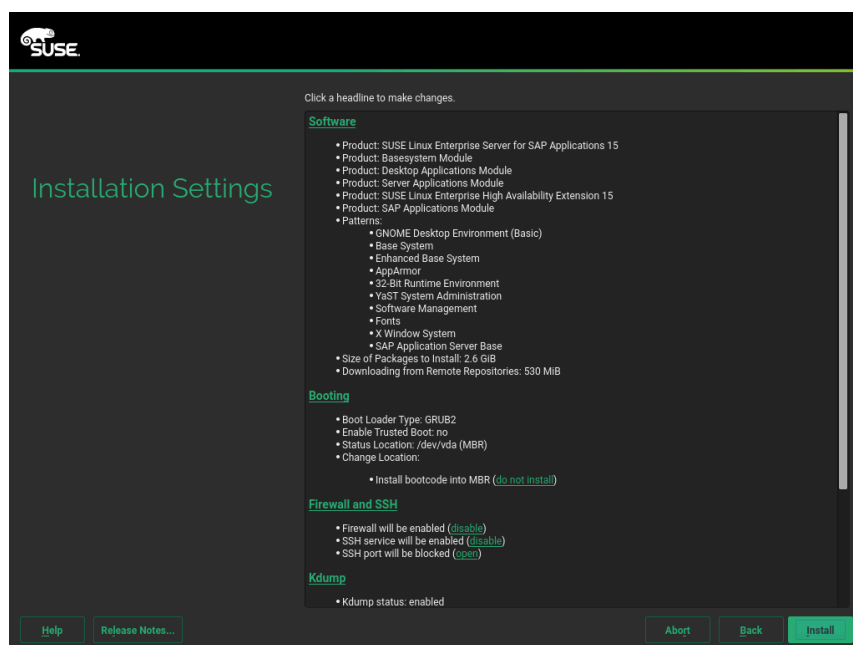 SUSE.
Click a headline to make changes.
Installation Settings
Software
• Product: SUSE Linux Enterprise Server for SAP Applications 15
• Product: Basesystem Module
• Product: Desktop Applications Module
• Product: Server Applications Module
• Product: SUSE Linux Enterprise High Availability Extension 15
• Product: SAP Applications Module
• Patterns:
• GNOME Desktop Environment (Basic)
• Base System
• Enhanced Base System
• AppArmor
• 32-Bit Runtime Environment
• YaST System Administration
• Software Management
• Fonts
• X Window System
• SAP Application Server Base
• Size of Packages to Install: 2.6 GiB
• Downloading from Remote Repositories: 530 MiB
Booting
• Boot Loader Type: GRUB2
• Enable Trusted Boot: no
• Status Location: /dev/vda (MBR)
• Change Location:
• Install bootcode into MBR (do not install)
Firewall and SSH
• Firewall will be enabled (disable)
• SSH service will be enabled (disable)
• SSH port will be blocked (open)
Kdump
• Kdump status: enabled
Help Release Notes... Abort Back Install